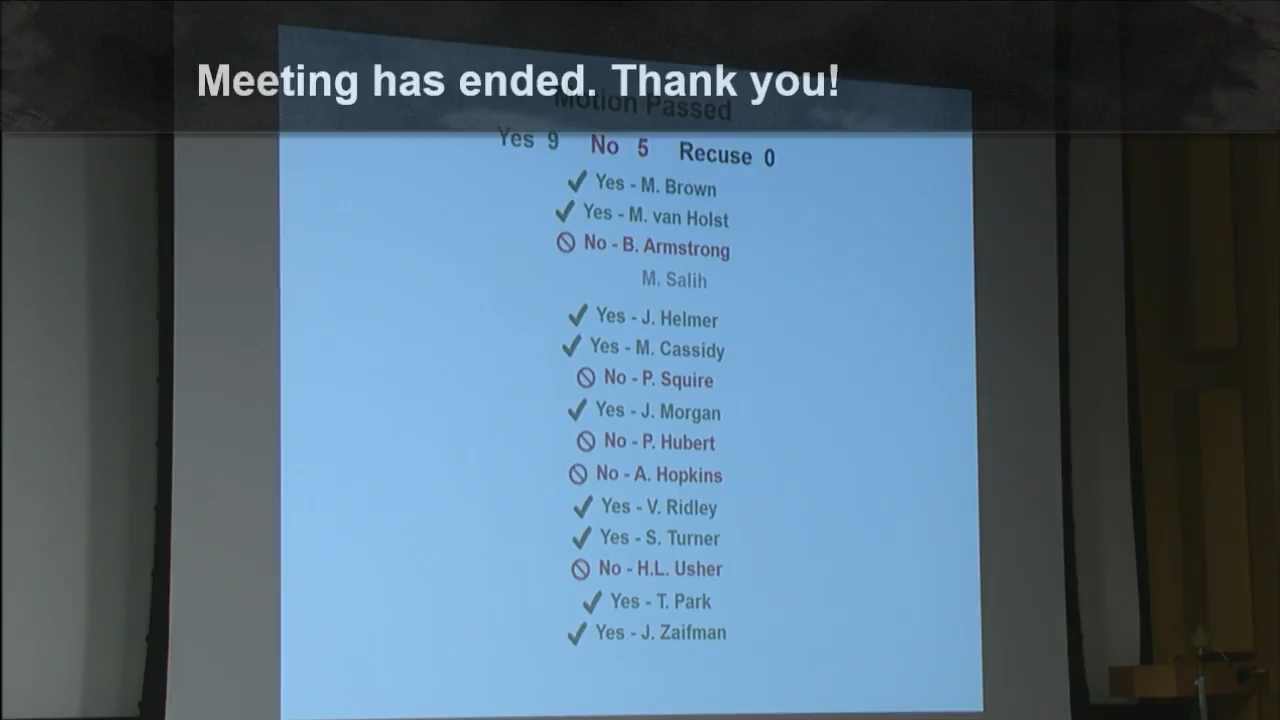 Meeting has ended. Thank you!
Motion Passed
Yes 9 No 5 Recuse 0
Yes - M. Brown
Yes - M. van Holst
No - B. Armstrong
M. Salih
Yes - J. Helmer
Yes - M. Cassidy
No - P. Squire
Yes - J. Morgan
No - P. Hubert
No - A. Hopkins
Yes - V. Ridley
Yes - S. Turner
No - H.L. Usher
Yes - T. Park
Yes - J. Zaifman